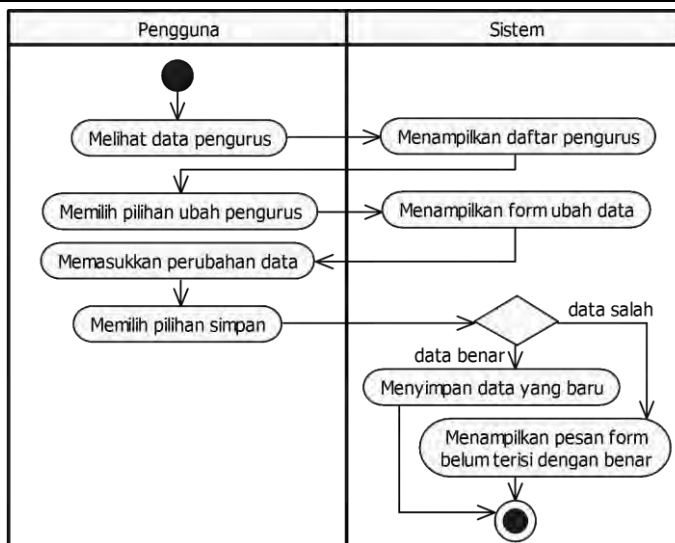 Pengguna
Sistem
Melihat data pengurus
Menampilkan daftar pengurus
Memilih pilihan ubah pengurus
Menampilkan form ubah data
Memasukkan perubahan data
Memilih pilihan simpan
data salah
data benar
Menyimpan data yang baru
Menampilkan pesan form
belum terisi dengan benar